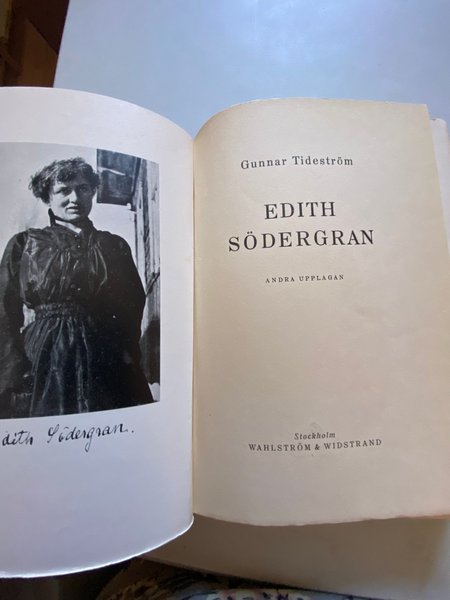 Edith Södergran.
Gunnar Tideström
EDITH
SÖDERGRAN
ANDRA UPPLAGAN
Stockholm
WAHLSTRÖM & WIDSTRAND